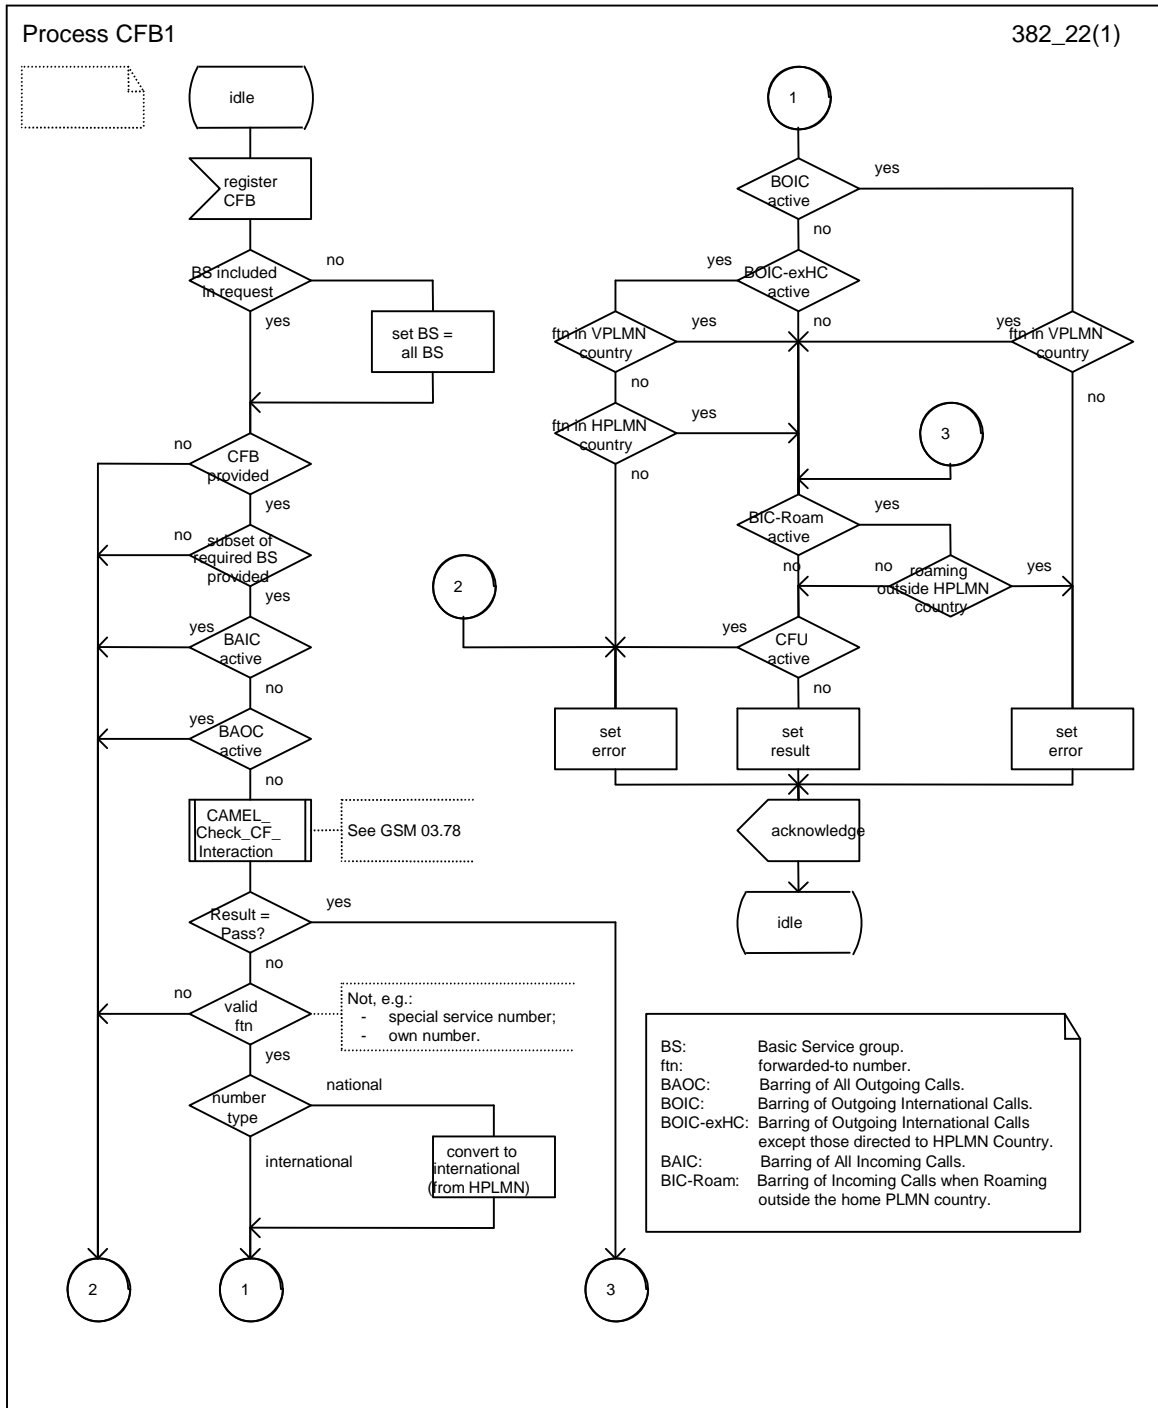 Process CFB1
382_22(1)
idle
register
CFB
BS included
in request
no
yes
set BS =
all BS
no
CFB
provided
yes
no
subset of
required BS
provided
yes
yes
BAIC
active
no
yes
BAOC
active
no
CAMEL_
Check_CF_
Interaction
See GSM 03.78
Result =
Pass?
yes
no
no
valid
ftn
yes
Not, e.g.:
- special service number;
- own number.
number
type
national
international
convert to
international
(from HPLMN)
2
1
3
1
BOIC
active
yes
no
yes
BOIC-exHC
active
no
ftn in VPLMN
country
yes
no
yes
ftn in VPLMN
country
no
ftn in HPLMN
country
yes
no
3
BIC-Roam
active
yes
no
no
roaming
outside HPLMN
country
yes
2
yes
CFU
active
no
set
error
set
result
set
error
acknowledge
idle
BS: Basic Service group.
ftn: forwarded-to number.
BAOC: Barring of All Outgoing Calls.
BOIC: Barring of Outgoing International Calls.
BOIC-exHC: Barring of Outgoing International Calls
except those directed to HPLMN Country.
BAIC: Barring of All Incoming Calls.
BIC-Roam: Barring of Incoming Calls when Roaming
outside the home PLMN country.